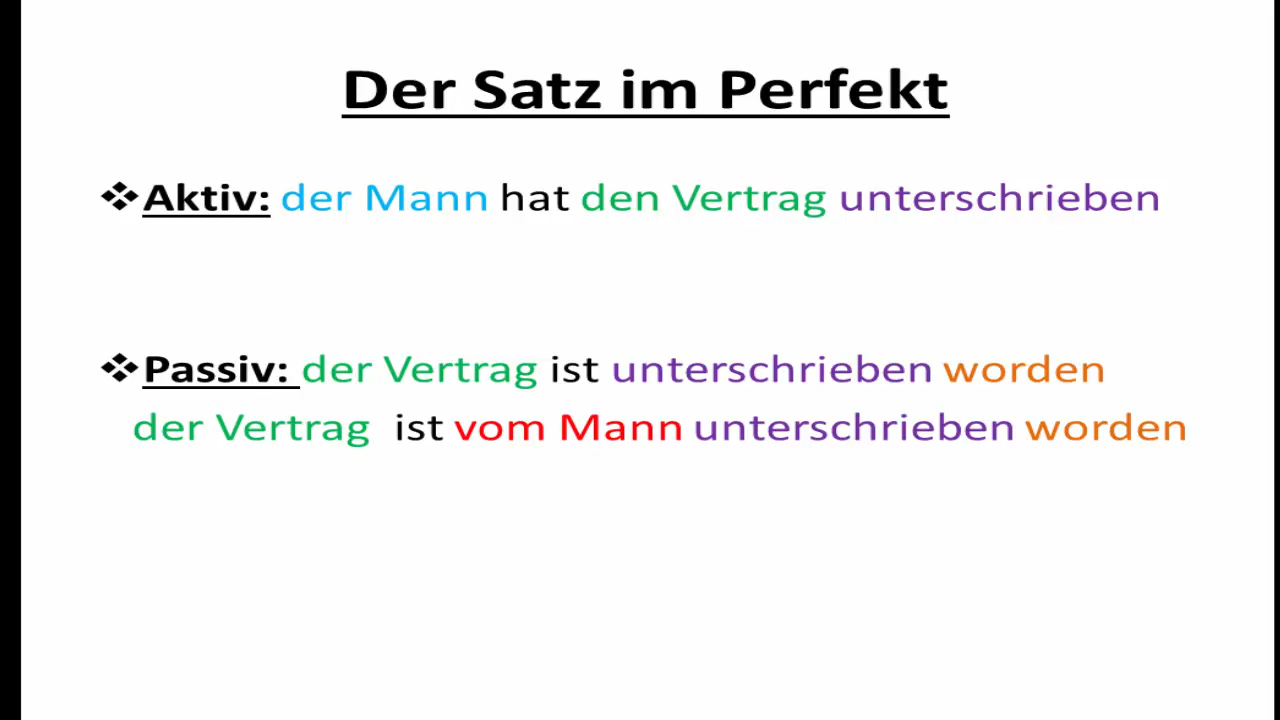 Der Satz im Perfekt
❖Aktiv: der Mann hat den Vertrag unterschrieben
❖Passiv: der Vertrag ist unterschrieben worden
der Vertrag ist vom Mann unterschrieben worden